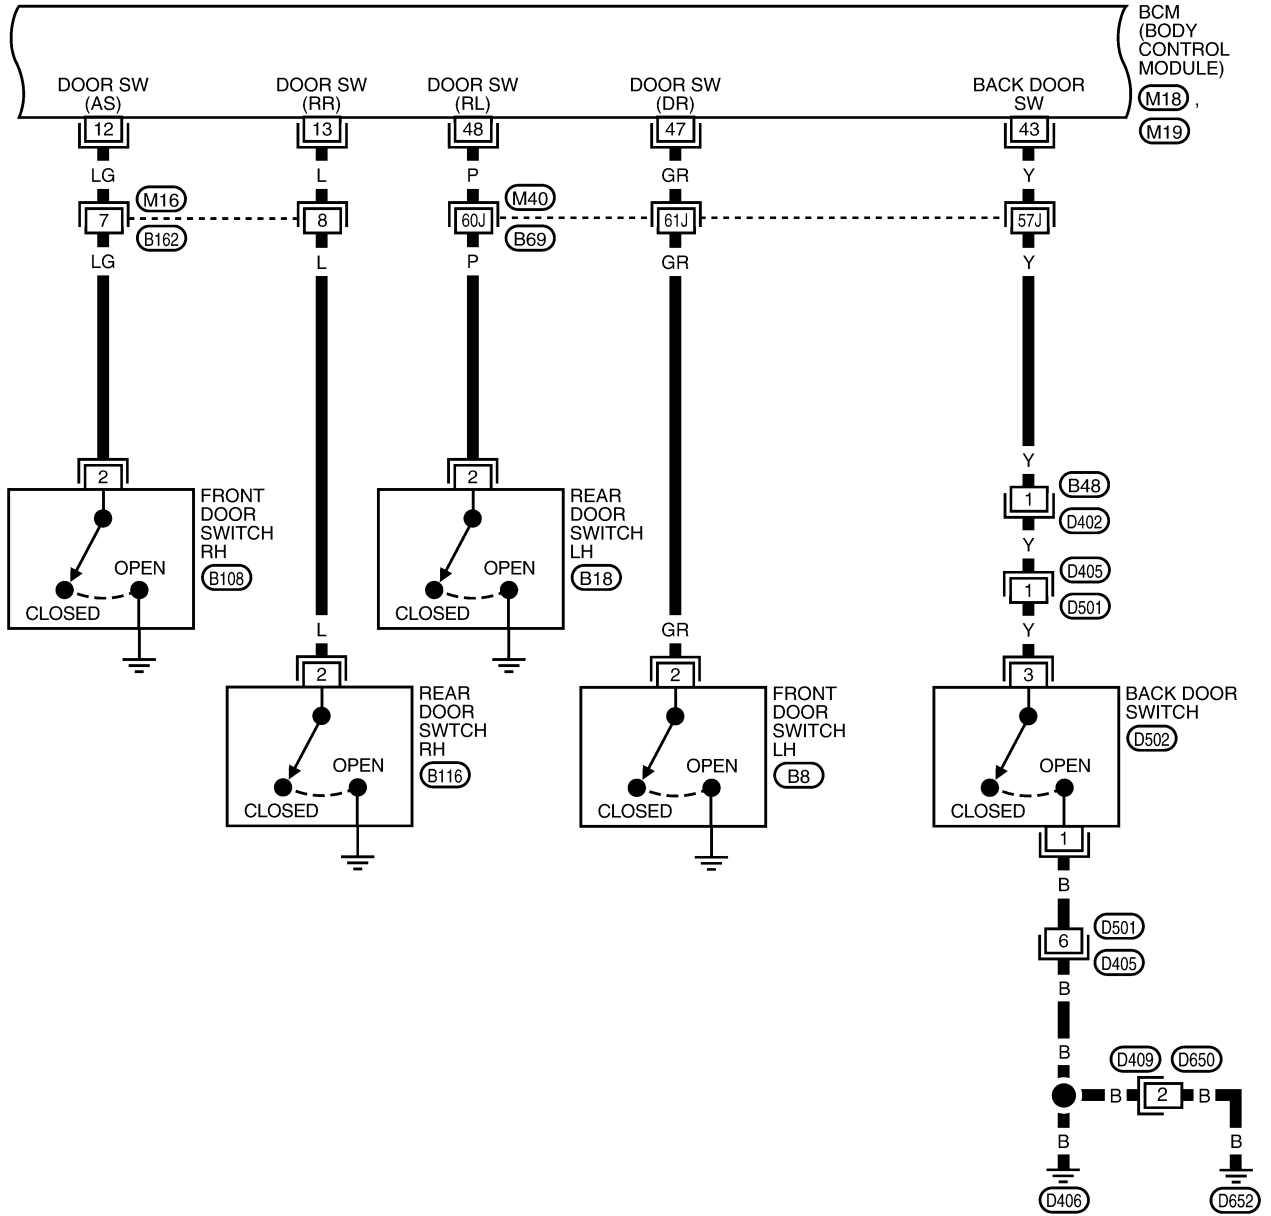 BCM
(BODY
CONTROL
MODULE)
M18 ,
M19
DOOR SW
(AS)
DOOR SW
(RR)
DOOR SW
(RL)
DOOR SW
(DR)
BACK DOOR
SW
12
13
48
47
43
LG
L
P
GR
Y
M16
M40
7
8
60J
61J
57J
B162
B69
LG
L
P
GR
Y
Y
1
B48
D402
Y
1
D405
D501
Y
2
FRONT
DOOR
SWITCH
RH
B108
OPEN
CLOSED
2
REAR
DOOR
SWITCH
LH
B18
OPEN
CLOSED
L
2
REAR
DOOR
SWTCH
RH
B116
OPEN
CLOSED
GR
2
FRONT
DOOR
SWITCH
LH
B8
OPEN
CLOSED
3
BACK DOOR
SWITCH
D502
OPEN
CLOSED
1
B
6
D501
D405
B
B
D409
D650
B
2
B
B
B
D406
D652